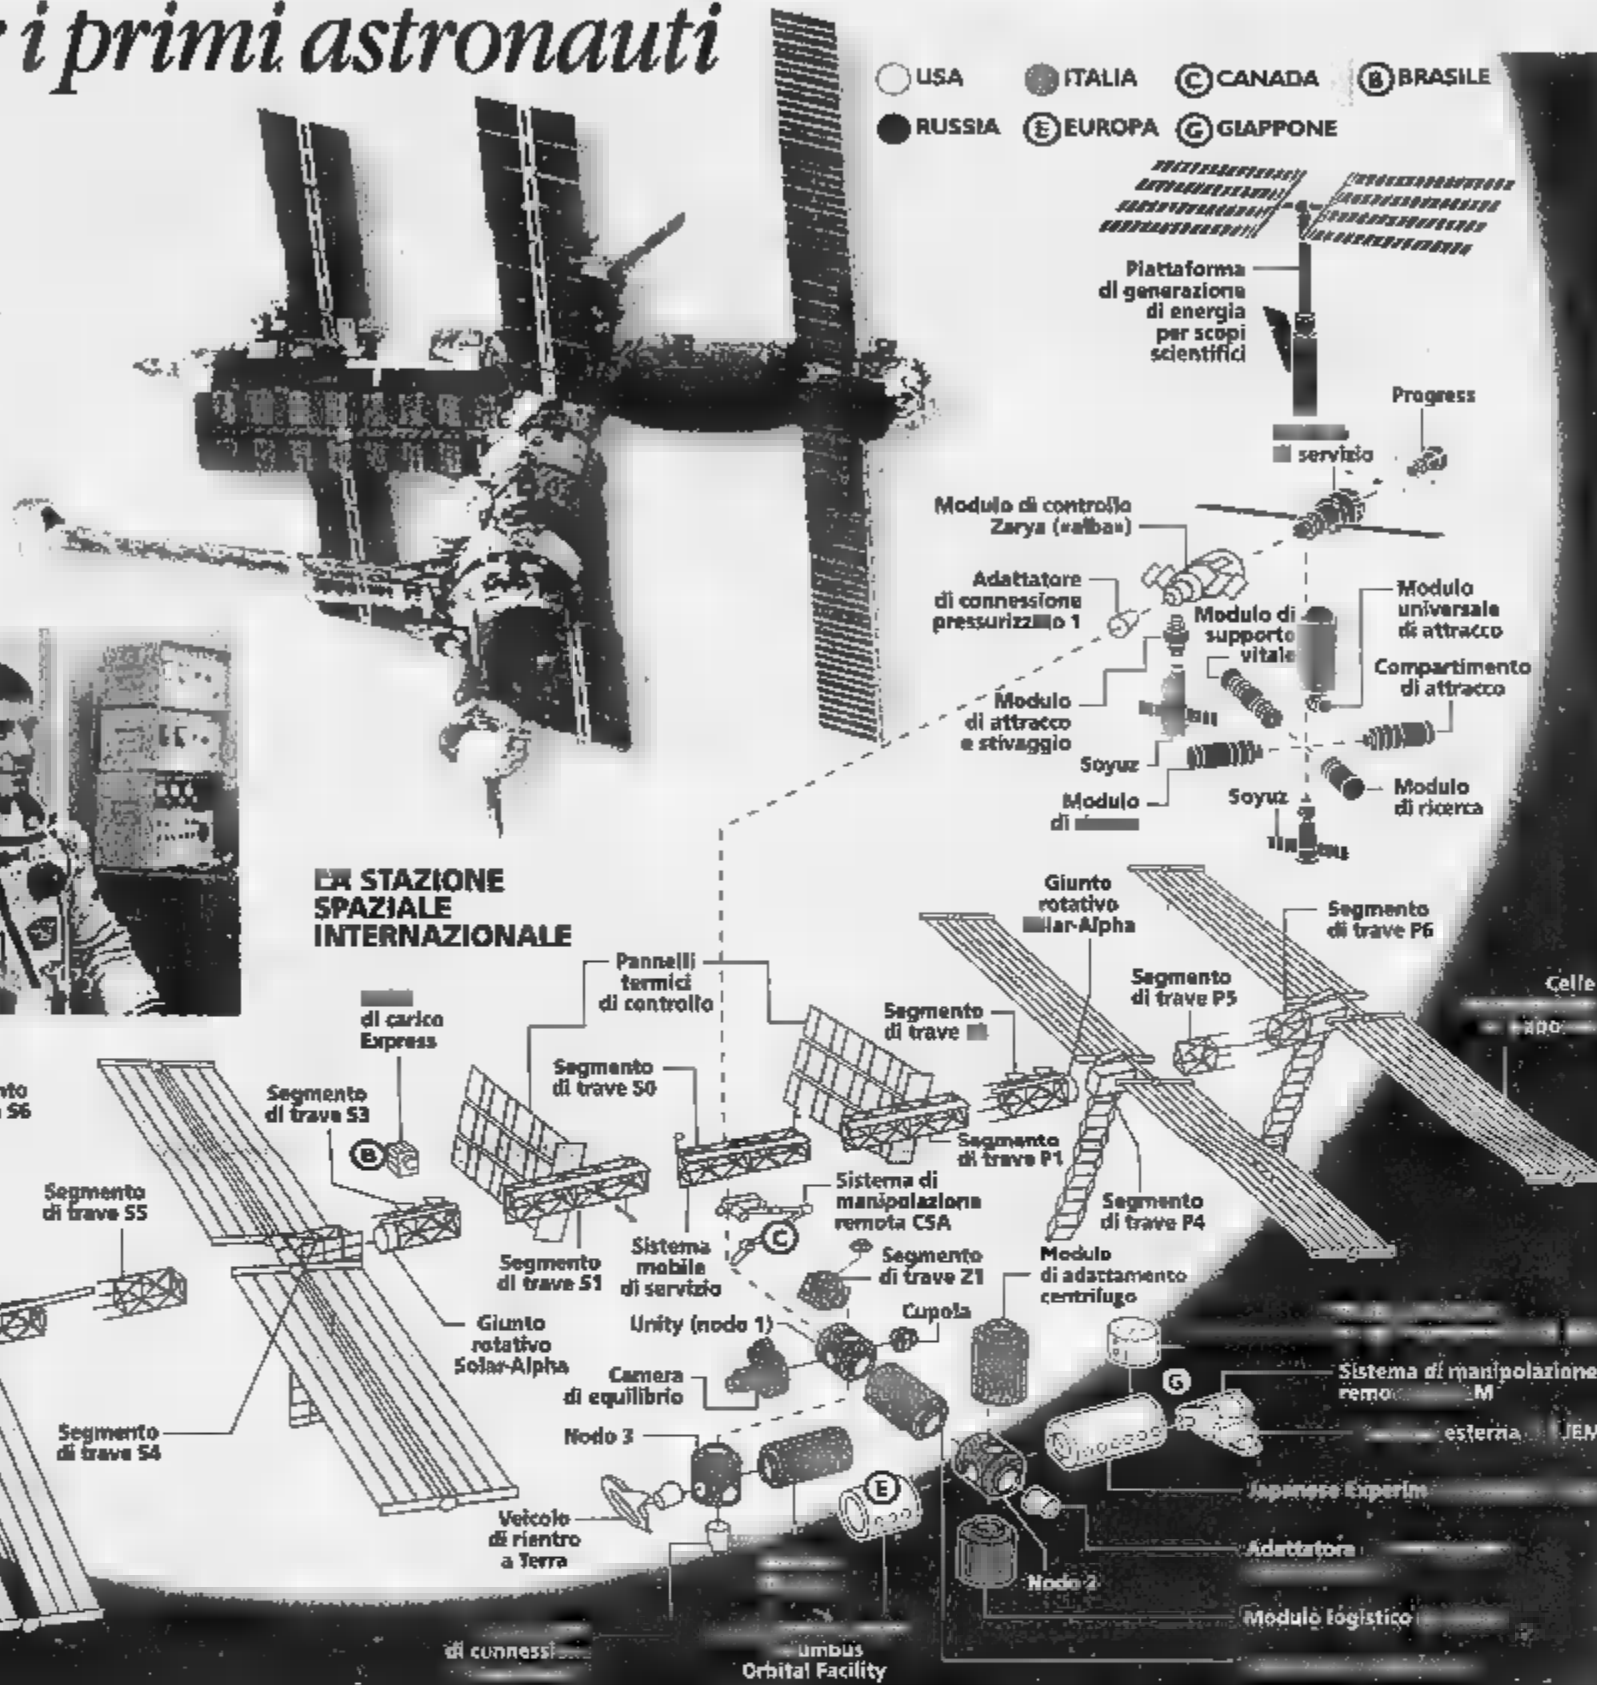 i primi astronauti
USA
ITALIA
C CANADA
B BRASILE
RUSSIA
E EUROPA
G GIAPPONE
Piattaforma
di generazione
di energia
per scopi
scientifici
Progress
servizio
Modulo di controllo
Zarya («alba»)
Adattatore
di connessione
1
Modulo di
supporto
vitale
Modulo
universale
di attracco
Compartimento
di attracco
Modulo
di attracco
e stivaggio
Soyuz
Modulo
di
Soyuz
Modulo
di ricerca
LA STAZIONE
SPAZIALE
INTERNAZIONALE
Giunto
rotativo
Segmento
di trave P6
Pannelli
termici
di controllo
Segmento
di trave P5
Celle
di carico
Express
Segmento
di trave
Segmento
di trave S0
S6
Segmento
di trave S3
B
Segmento
di trave P1
Segmento
di trave S5
Sistema di
manipolazione
remota CSA
Segmento
di trave P4
C
Segmento
di trave S1
Sistema
mobile
di servizio
Segmento
di trave Z1
Modulo
di adattamento
centrifugo
Cupola
Giunto
rotativo
Solar-Alpha
Unity (nodo 1)
Camera
di equilibrio
G
Sistema di manipolazione
Segmento
di trave S4
Nodo 3
esterna
E
Japanese
Veicolo
di rientro
a Terra
Adattatore
Nodo 2
Modulo logistico
di
Orbital Facility